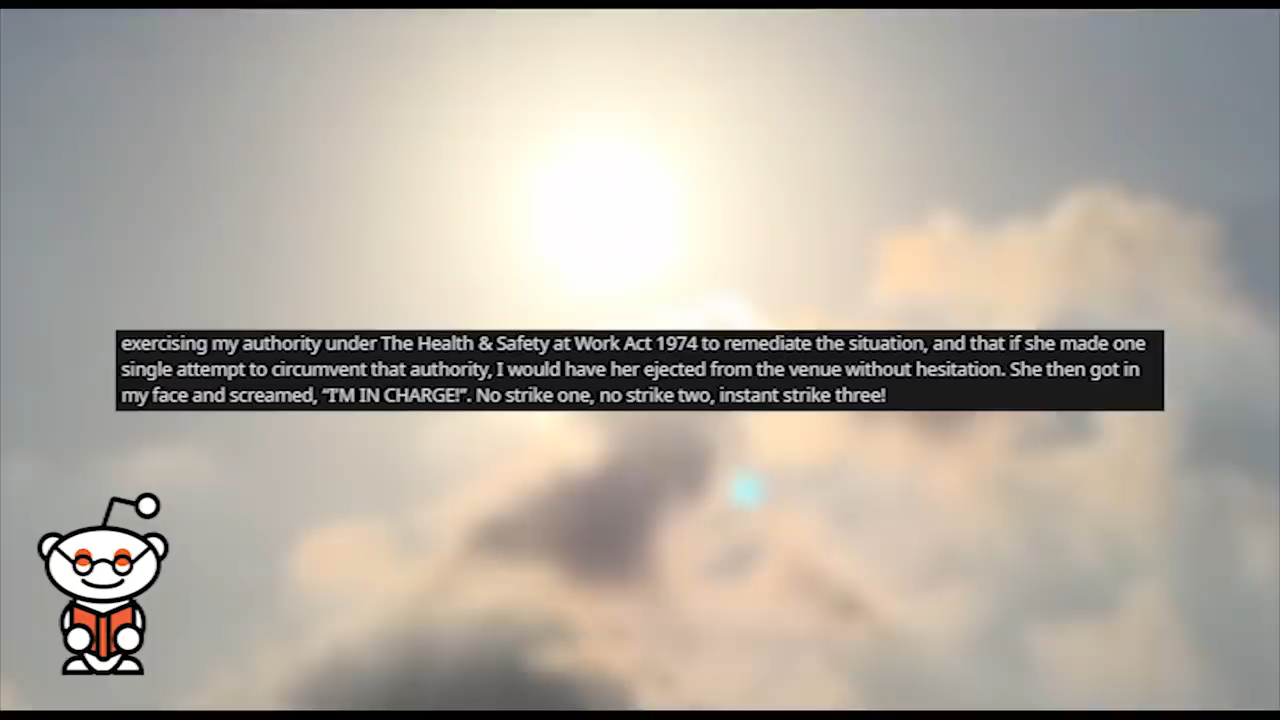 exercising my authority under The Health & Safety at Work Act 1974 to remediate the situation, and that if she made one
single attempt to circumvent that authority, I would have her ejected from the venue without hesitation. She then got in
my face and screamed, “I'M IN CHARGE!”. No strike one, no strike two, instant strike three!